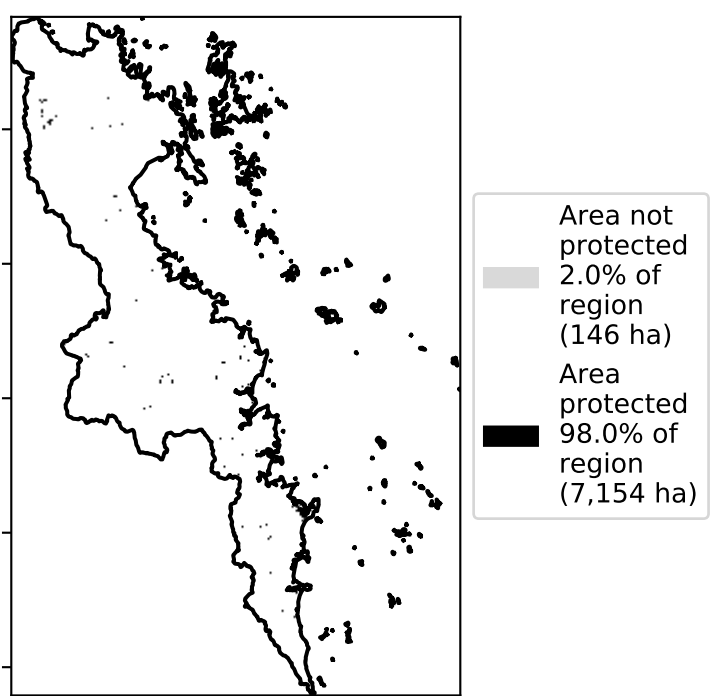 Area not
protected
2.0% of
region
(146 ha)
Area
protected
98.0% of
region
(7,154 ha)